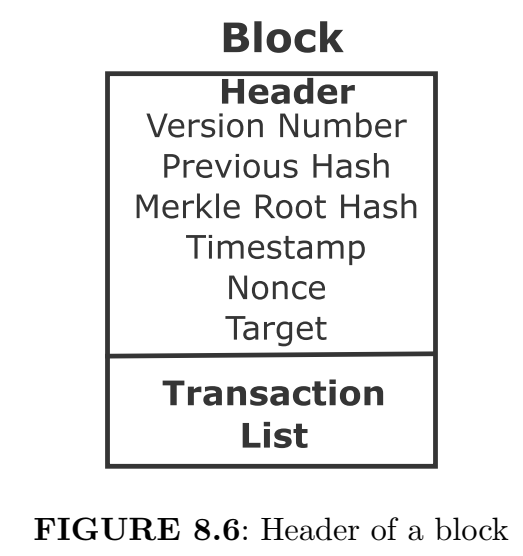 Block
Header
Version Number
Previous Hash
Merkle Root Hash
Timestamp
Nonce
Target
Transaction
List
FIGURE 8.6: Header of a block